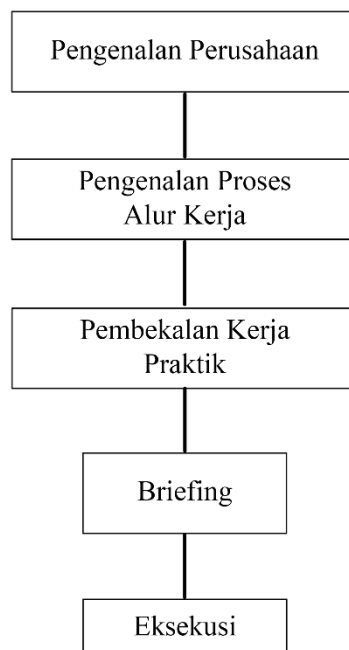 Pengenalan Perusahaan
Pengenalan Proses
Alur Kerja
Pembekalan Kerja
Praktik
Briefing
Eksekusi